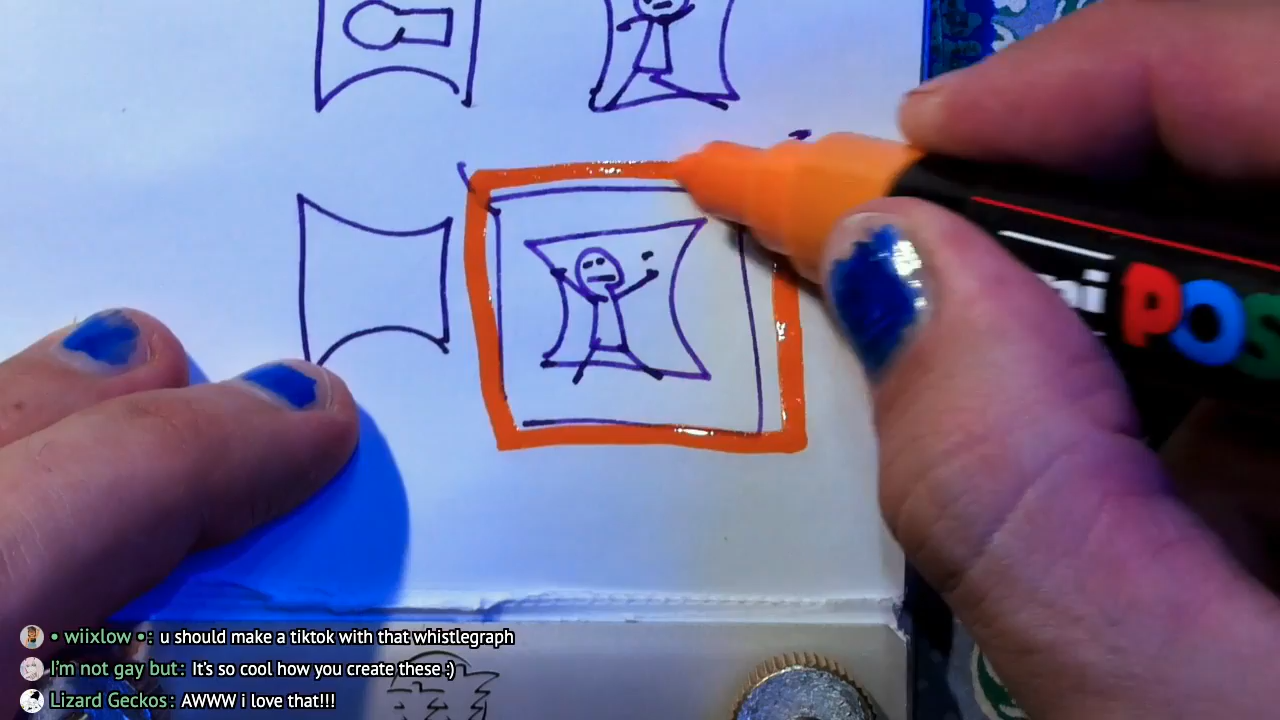 ni POS
• wiixlow •: u should make a tiktok with that whistlegraph
I'm not gay but: It's so cool how you create these :)
Lizard Geckos: AWWW i love that!!!